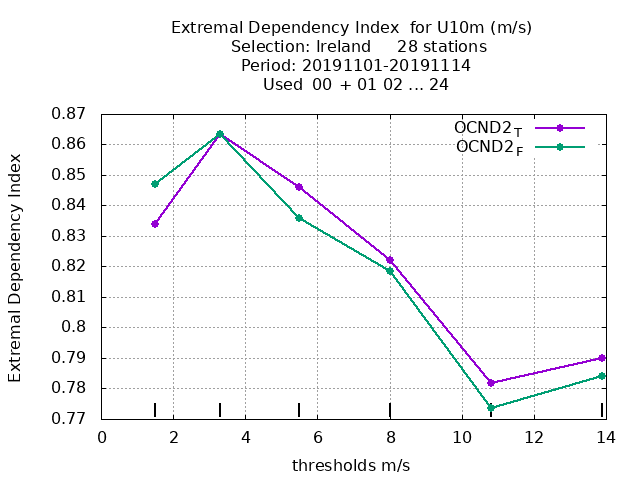 Extremal Dependency Index  for U10m (m/s)
Selection: Ireland     28 stations
Period: 20191101-20191114
Used  00  + 01 02 ... 24
OCND2T
OCND2F
Extremal Dependency Index
0.87
0.86
0.85
0.84
0.83
0.82
0.81
0.8
0.79
0.78
0.77
0 2 4 6 8 10 12 14
thresholds m/s